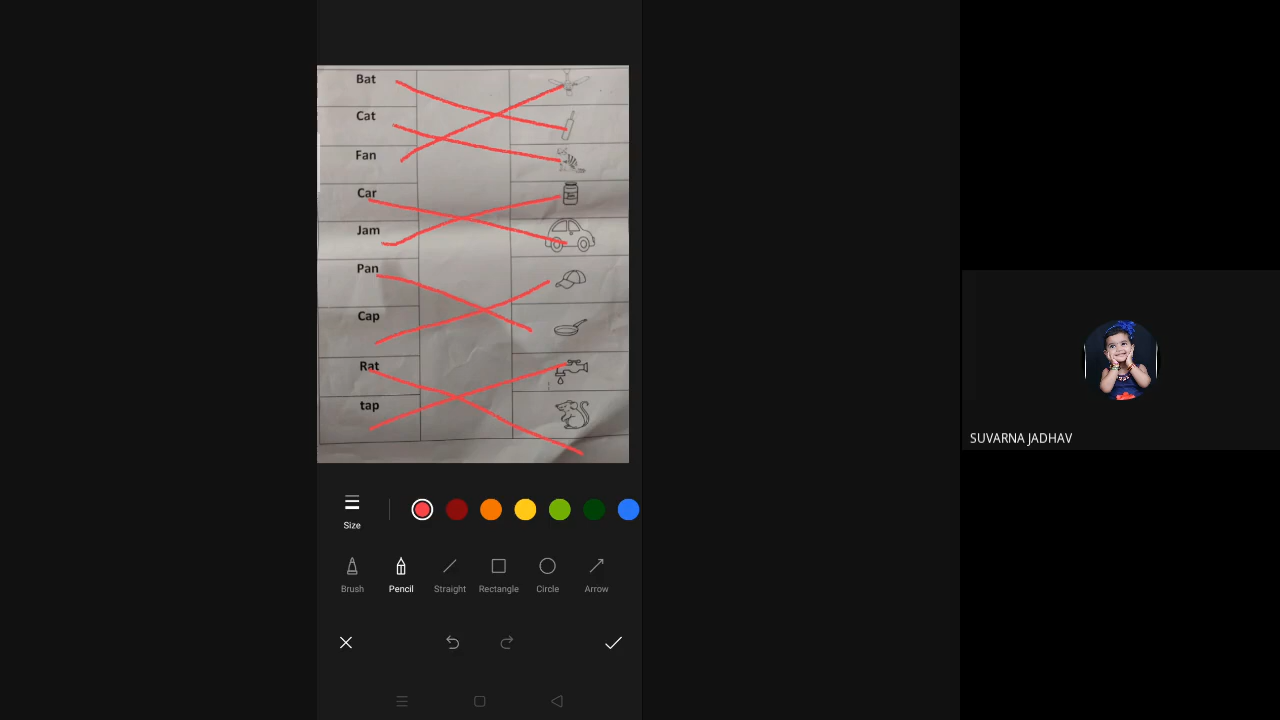 Bat
Cat
Fan
Car
Jam
Pan
Cap
Rat
tap
Size
Brush Pencil Straight Rectangle Circle Arrow
SUVARNA JADHAV